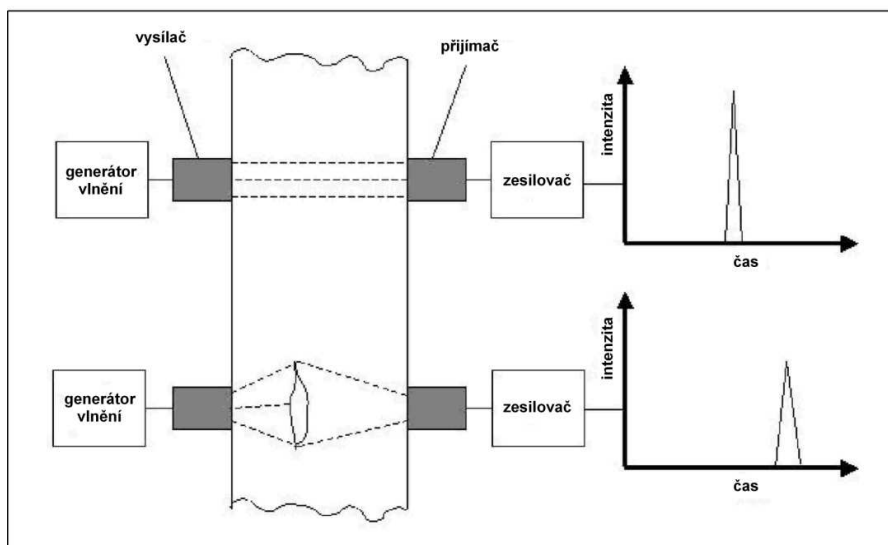 vysílač
přijímač
generátor
vlnění
zesilovač
intenzita
čas
generátor
vlnění
zesilovač
intenzita
čas